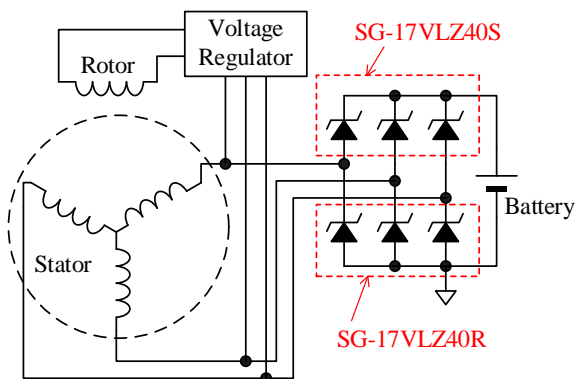 Voltage
Regulator
SG-17VLZ40S
Rotor
Battery
Stator
SG-17VLZ40R